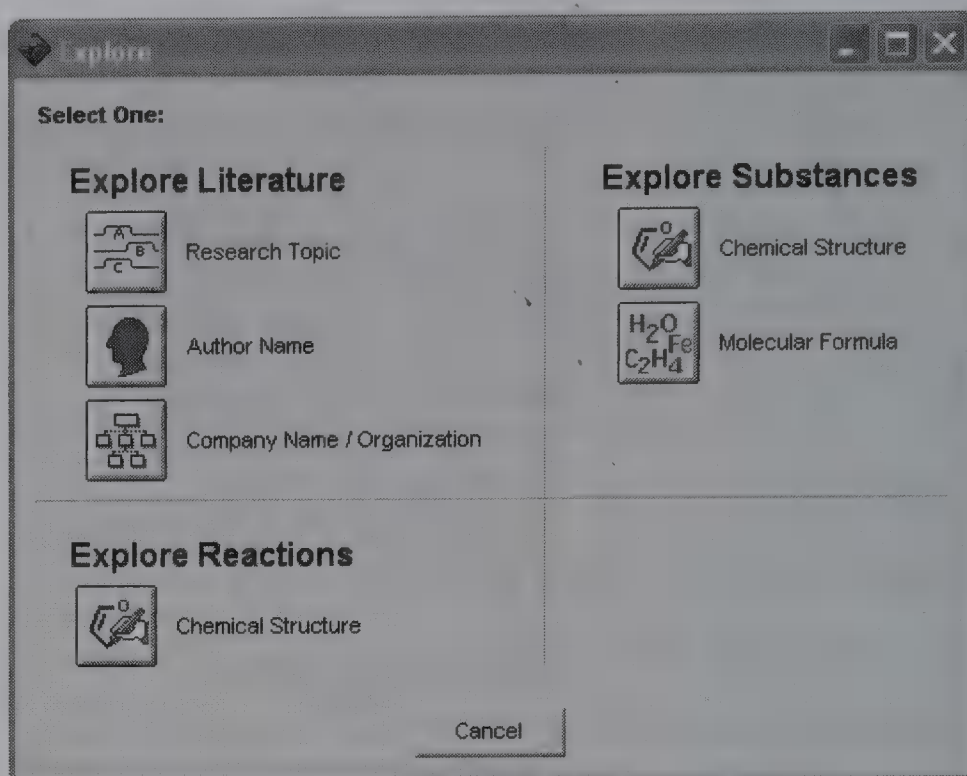 Explore
Select One:
Explore Literature
A
B
C
Research Topic
Author Name
Company Name / Organization
Explore Substances
Chemical Structure
H₂O
Fe
C₂H₄
Molecular Formula
Explore Reactions
Chemical Structure
Cancel